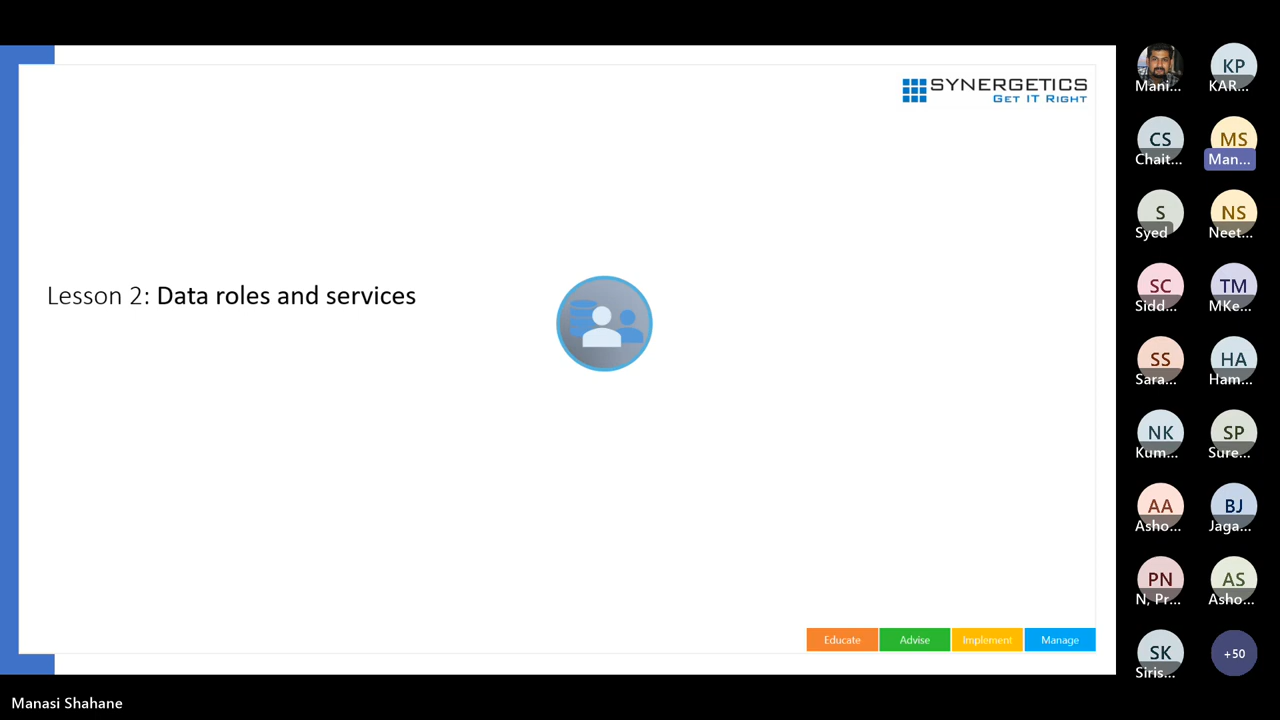 SYNERGETICS
GET IT RIGHT
Lesson 2: Data roles and services
Educate Advise Implement Manage
Mani... KP KAR...
CS Chait... MS Man...
S Syed NS Neet...
SC Sidd... TM MKe...
SS Sara... HA Ham...
NK Kum... SP Sure...
AA Asho... BJ Jaga...
PN N, Pr... AS Asho...
SK Siris... +50
Manasi Shahane